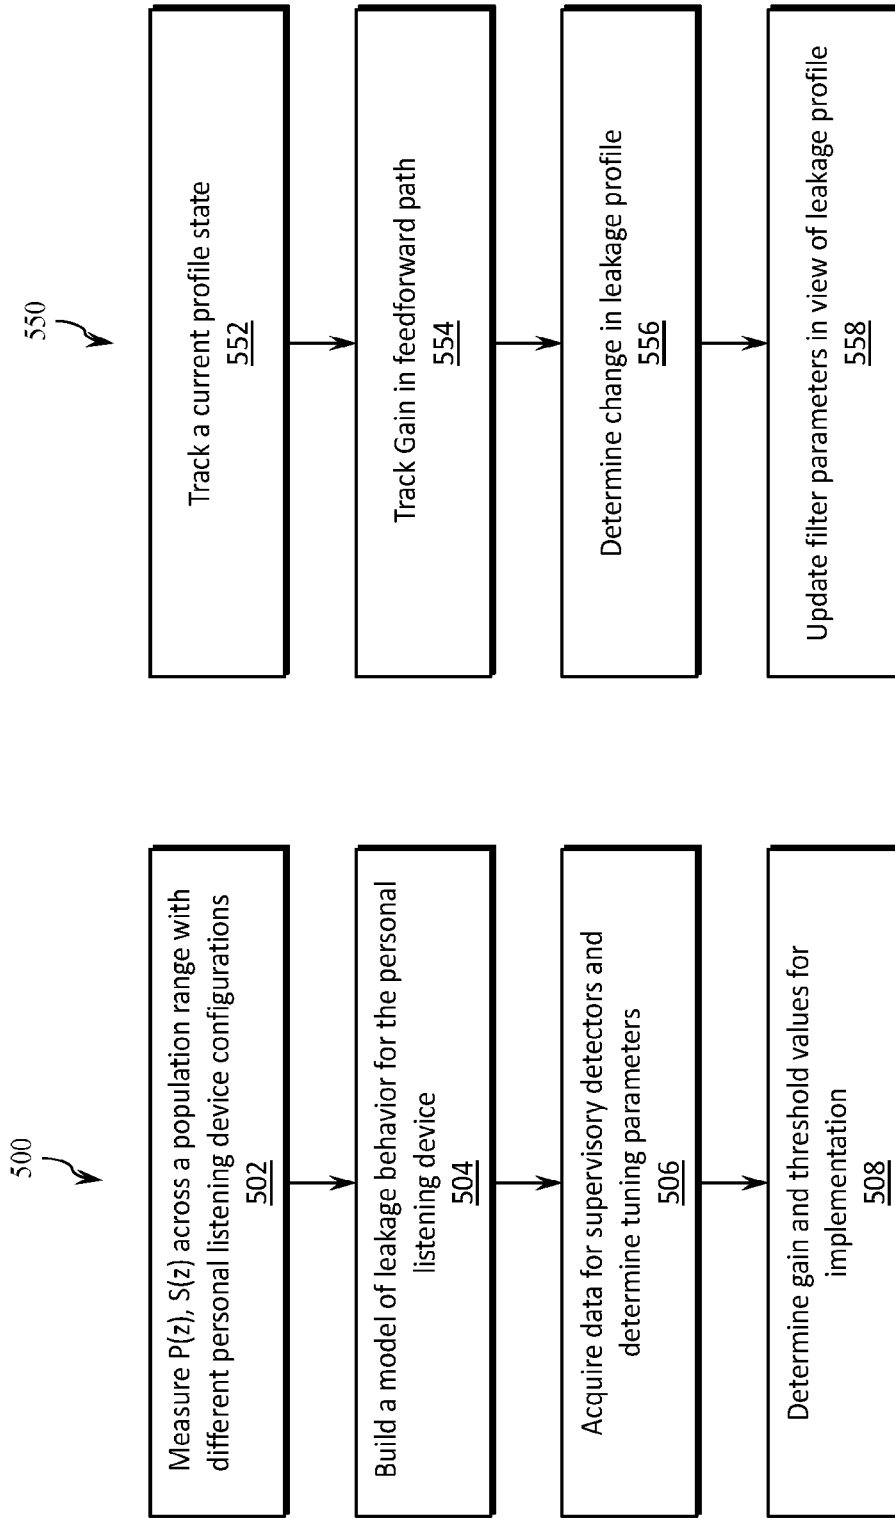 500
Measure P(z), S(z) across a population range with
different personal listening device configurations
502
Build a model of leakage behavior for the personal
listening device
504
Acquire data for supervisory detectors and
determine tuning parameters
506
Determine gain and threshold values for
implementation
508
550
Track a current profile state
552
Track Gain in feedforward path
554
Determine change in leakage profile
556
Update filter parameters in view of leakage profile
558